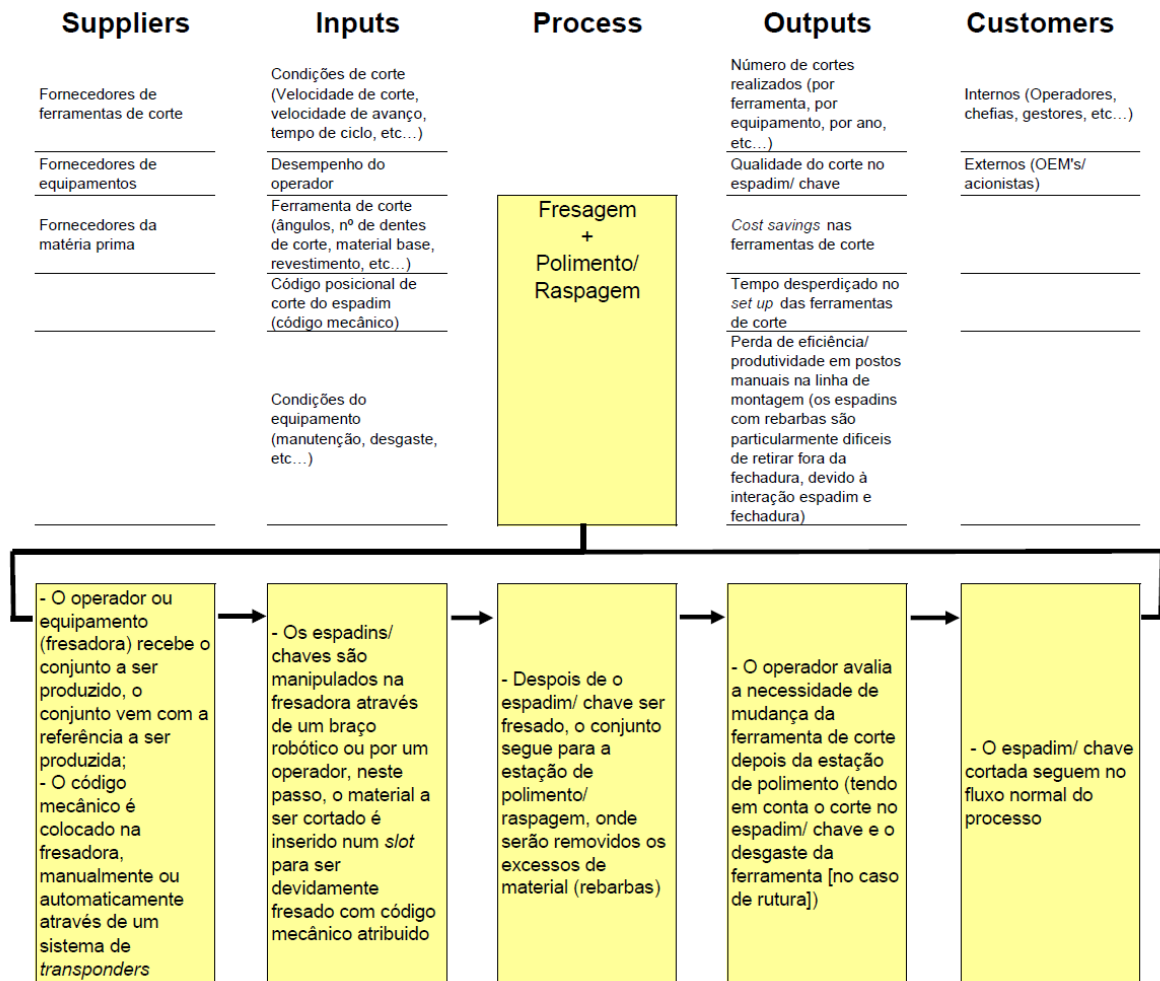 Suppliers
Inputs
Process
Outputs
Customers
Fornecedores de
ferramentas de corte
Condições de corte
(Velocidade de corte,
velocidade de avanço,
tempo de ciclo, etc…)
Número de cortes
realizados (por
ferramenta, por
equipamento, por ano,
etc…)
Internos (Operadores,
chefias, gestores, etc…)
Fornecedores de
equipamentos
Desempenho do
operador
Qualidade do corte no
espadim/ chave
Externos (OEM's/
acionistas)
Fornecedores da
matéria prima
Ferramenta de corte
(ângulos, nº de dentes
de corte, material base,
revestimento, etc…)
Fresagem
+
Polimento/
Raspagem
Cost savings nas
ferramentas de corte
Código posicional de
corte do espadim
(código mecânico)
Tempo desperdiçado no
set up das ferramentas
de corte
Condições do
equipamento
(manutenção, desgaste,
etc…)
Perda de eficiência/
produtividade em postos
manuais na linha de
montagem (os espadins
com rebarbas são
particularmente dificeis
de retirar fora da
fechadura, devido à
interação espadim e
fechadura)
- O operador ou
equipamento
(fresadora) recebe o
conjunto a ser
produzido, o
conjunto vem com a
referência a ser
produzida;
- O código
mecânico é
colocado na
fresadora,
manualmente ou
automaticamente
através de um
sistema de
transponders
- Os espadins/
chaves são
manipulados na
fresadora através
de um braço
robótico ou por um
operador, neste
passo, o material a
ser cortado é
inserido num slot
para ser
devidamente
fresado com código
mecânico atribuido
- Despois de o
espadim/ chave ser
fresado, o conjunto
segue para a
estação de
polimento/
raspagem, onde
serão removidos os
excessos de
material (rebarbas)
- O operador avalia
a necessidade de
mudança da
ferramenta de corte
depois da estação
de polimento (tendo
em conta o corte no
espadim/ chave e o
desgaste da
ferramenta [no caso
de rutura])
- O espadim/ chave
cortada seguem no
fluxo normal do
processo